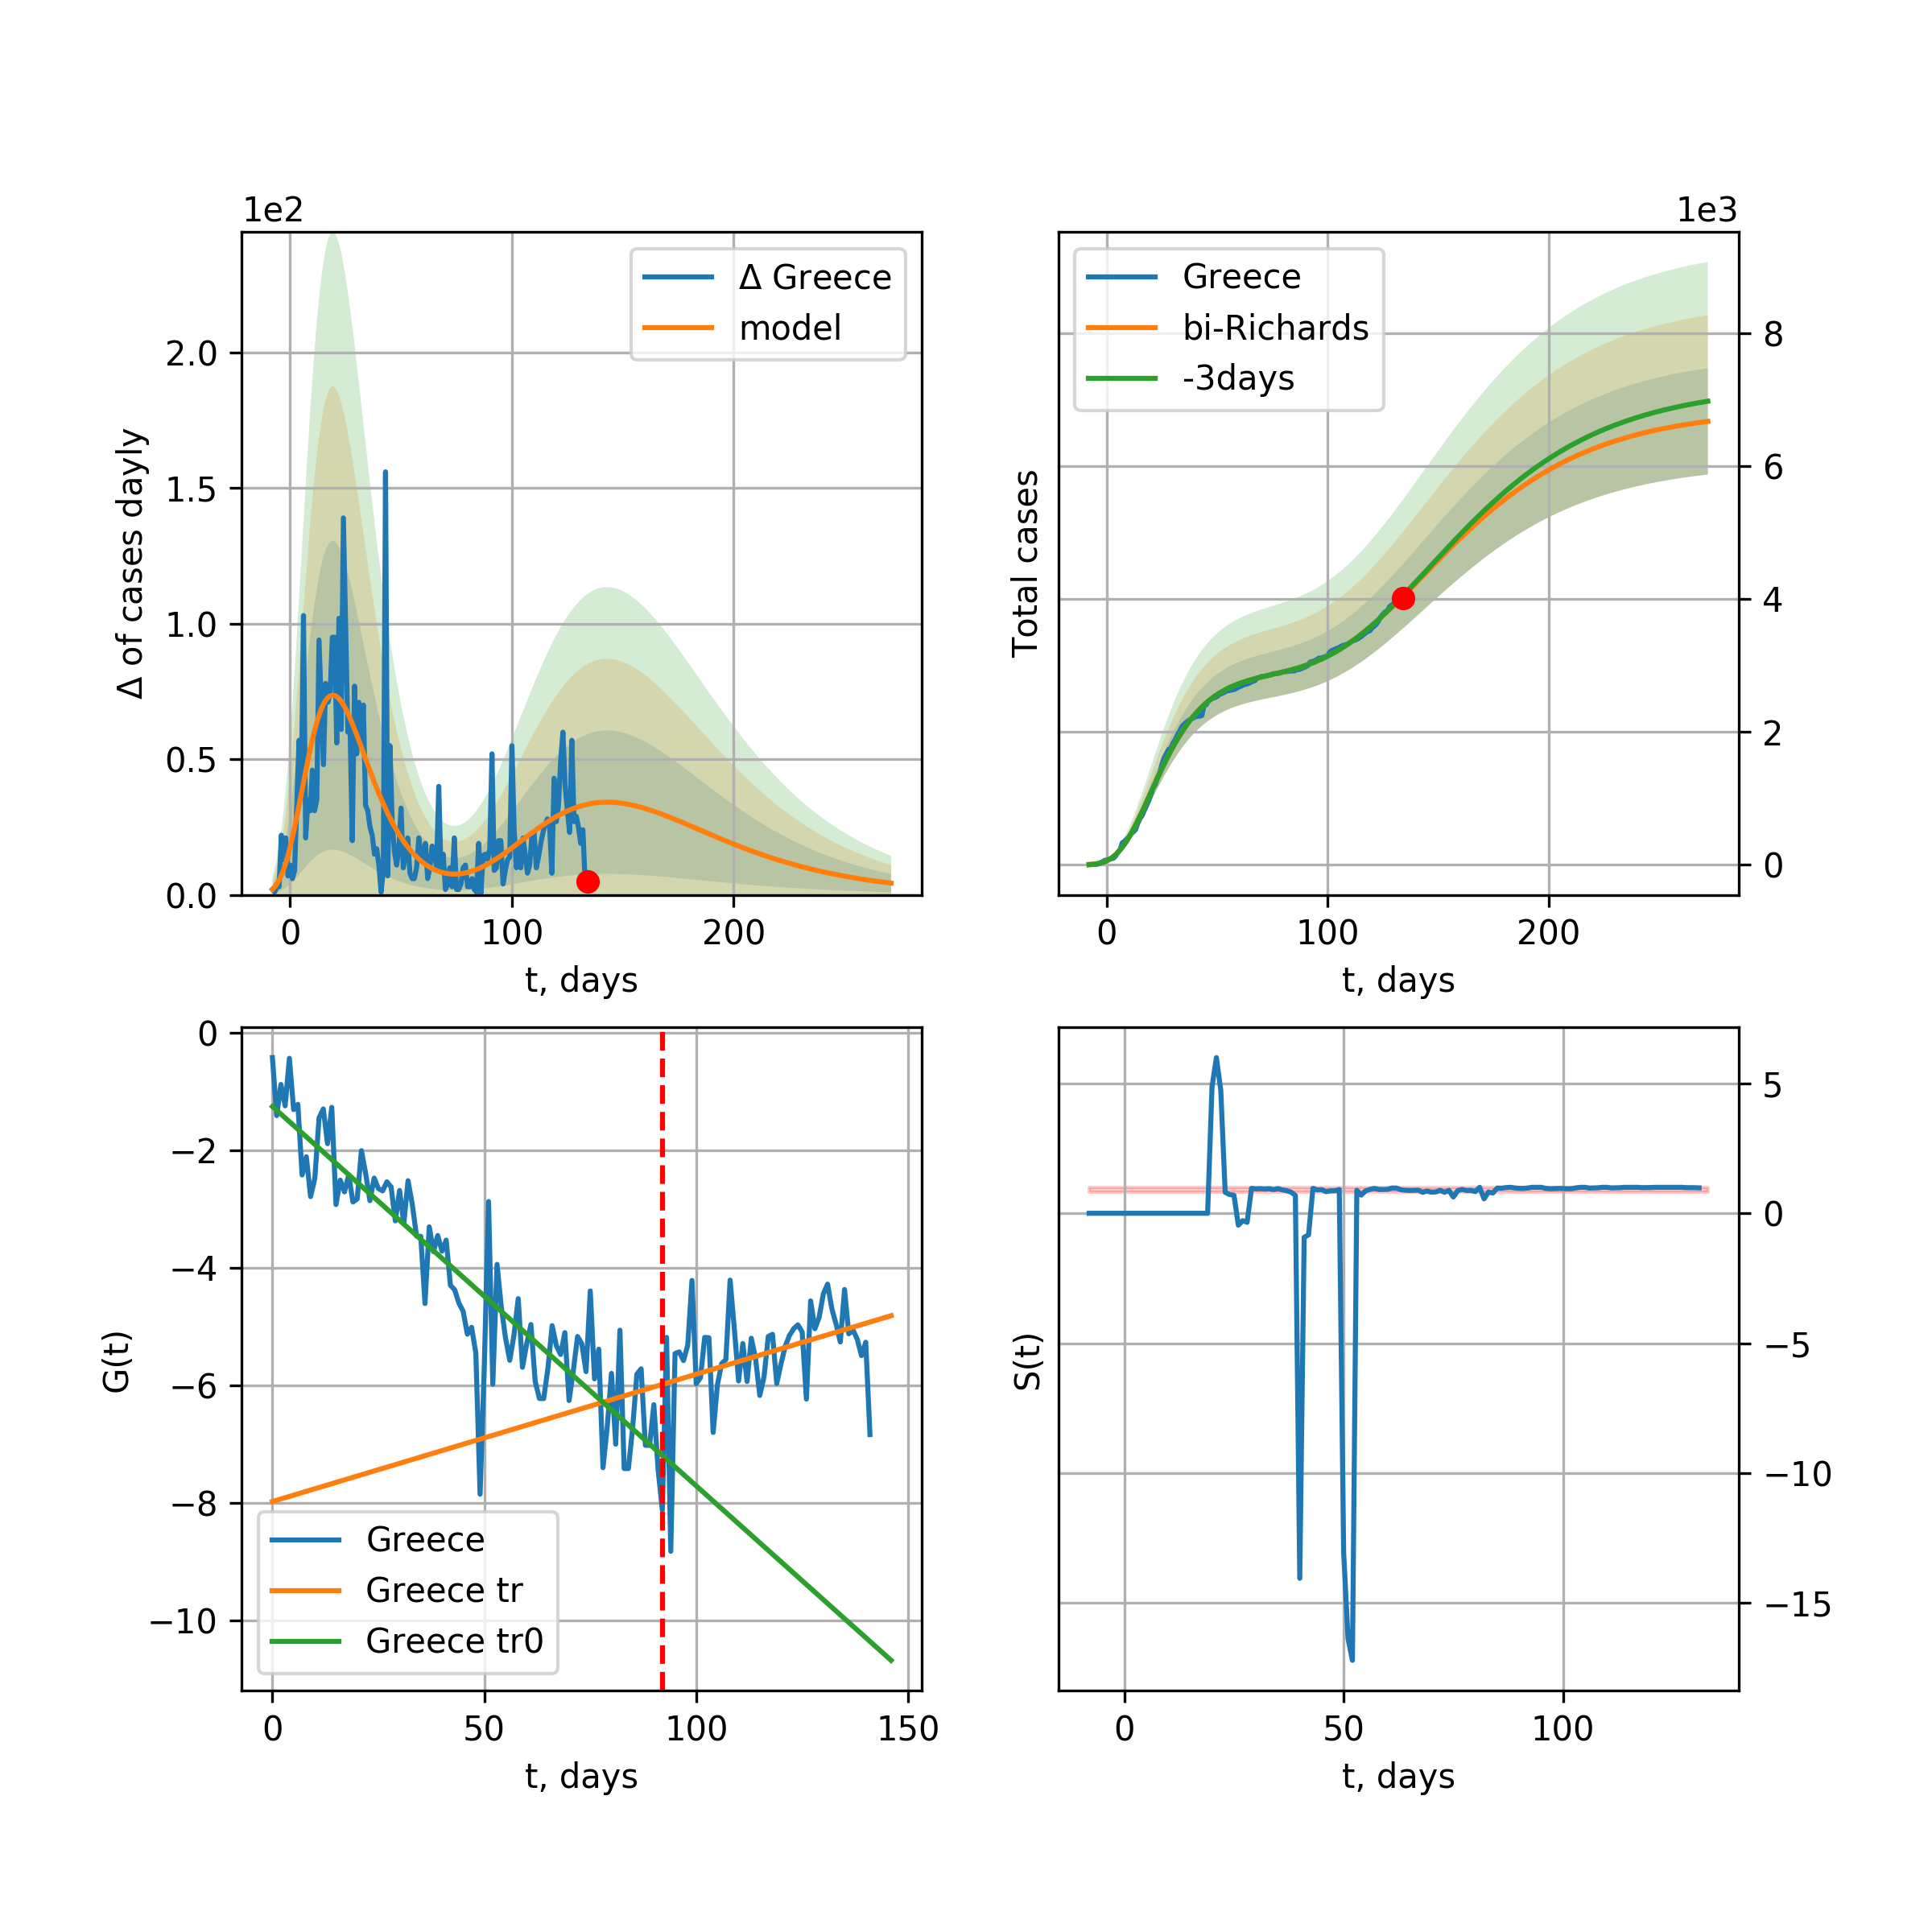 1e2
Δ Greece
model
2.0
1.5
1.0
0.5
0.0
Δ of cases dayly
0 100 200
t, days
1e3
Greece
bi-Richards
-3days
Total cases
8
6
4
2
0
0 100 200
t, days
0
−2
−4
−6
−8
−10
G(t)
Greece
Greece tr
Greece tr0
0 50 100 150
t, days
S(t)
5
0
−5
−10
−15
0 50 100
t, days